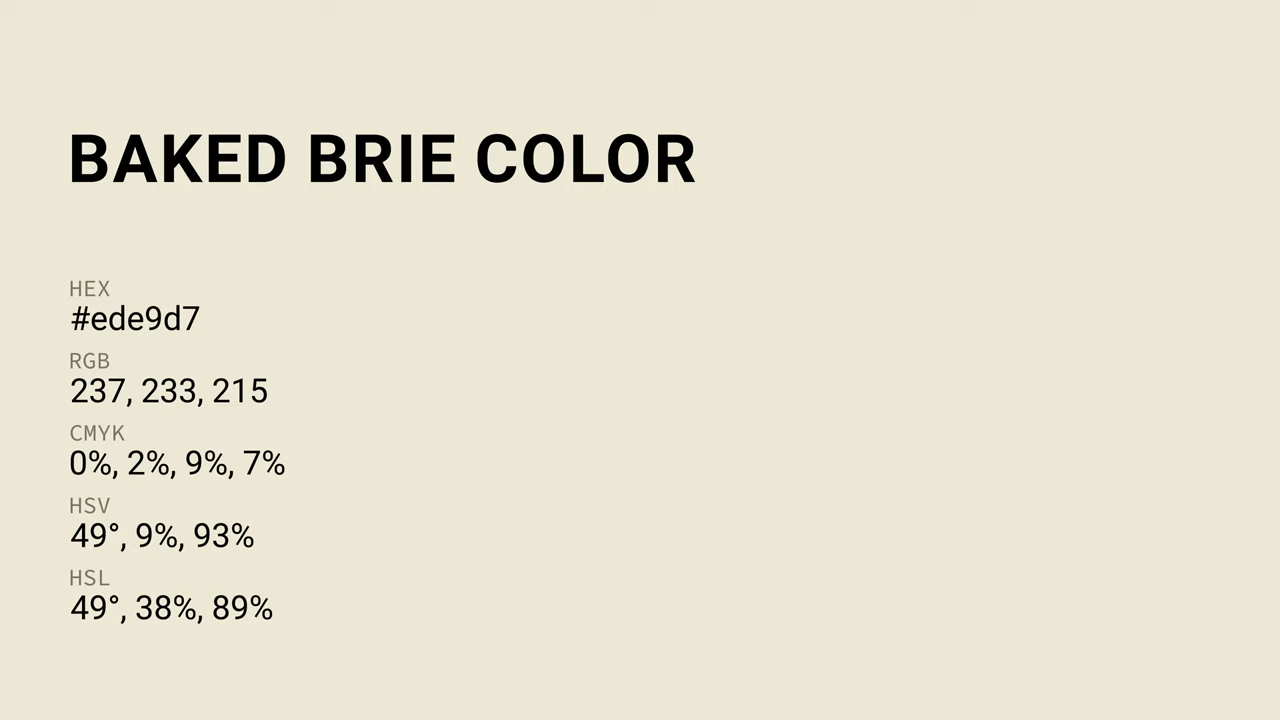 BAKED BRIE COLOR
HEX
#ede9d7
RGB
237, 233, 215
CMYK
0%, 2%, 9%, 7%
HSV
49°, 9%, 93%
HSL
49°, 38%, 89%